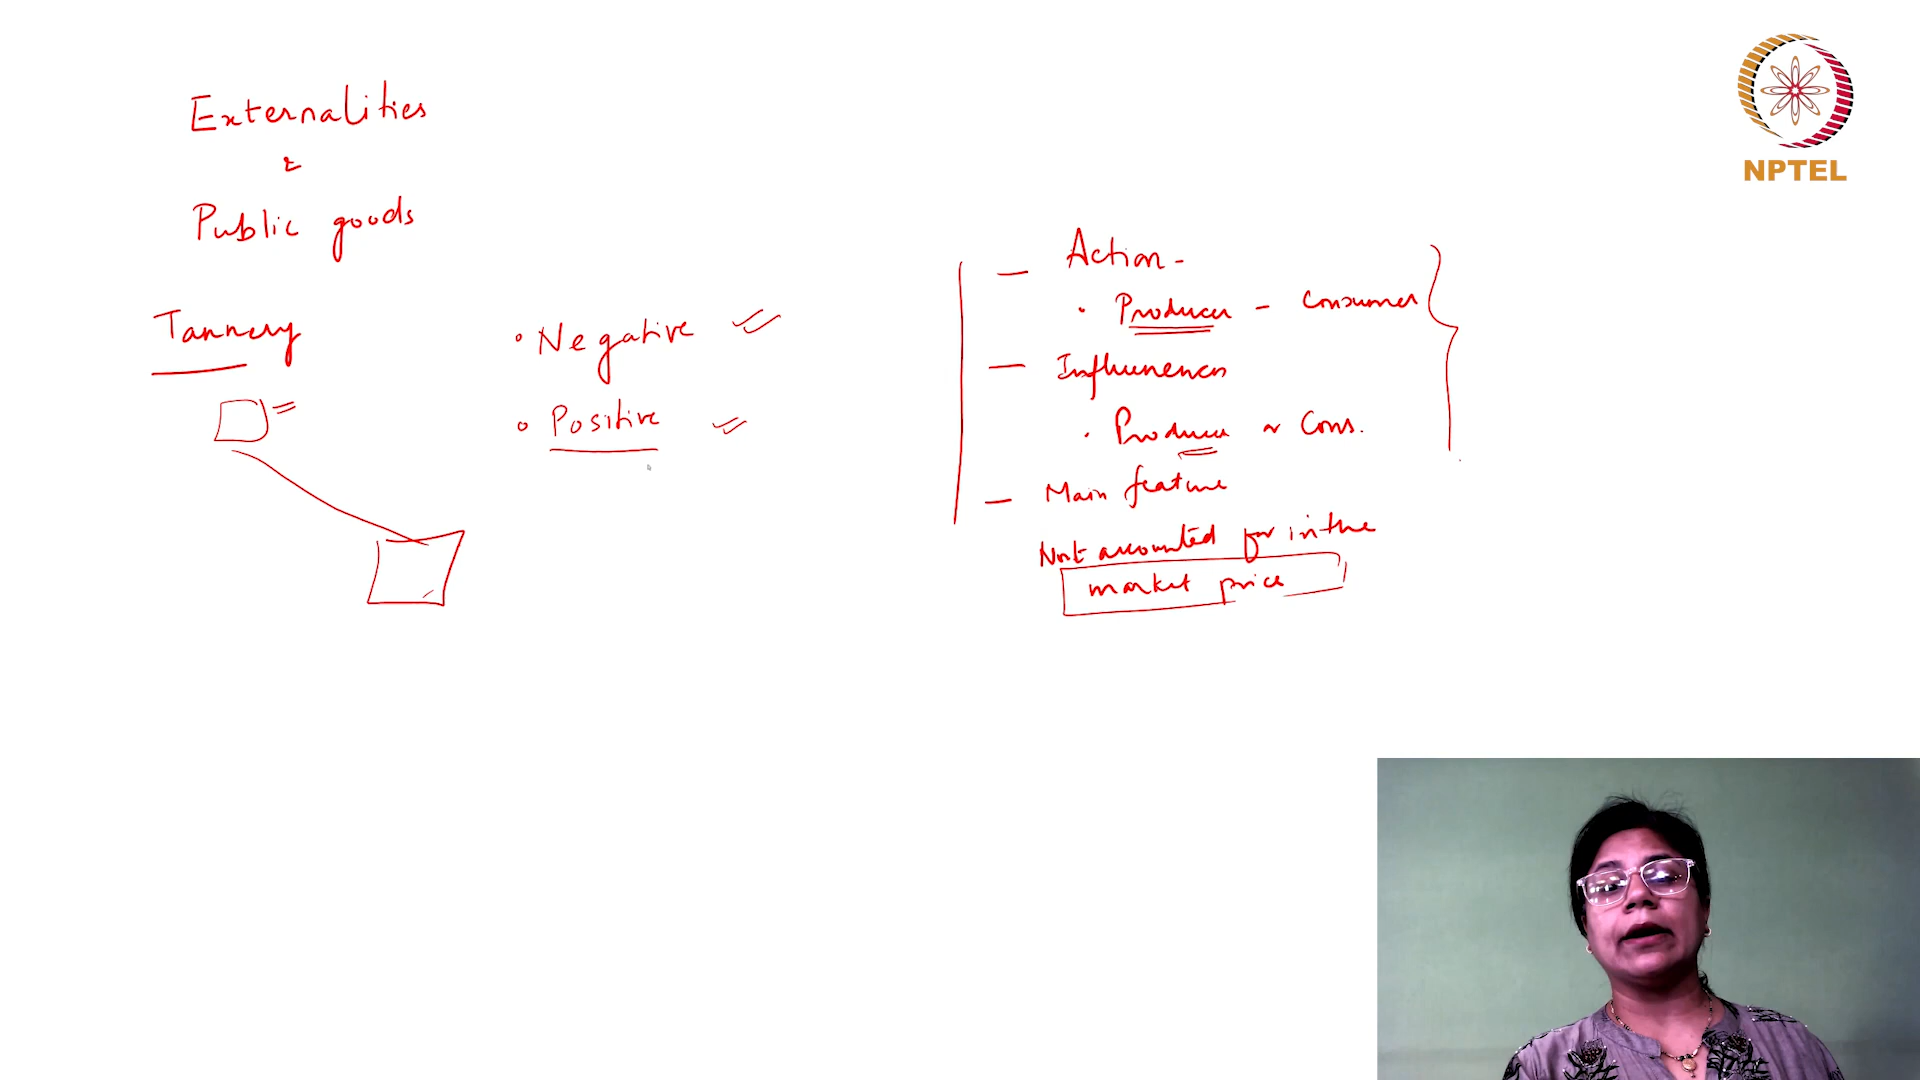 Externalities
&
Public goods
Tannery
• Negative
• Positive
— Action -
• Producer - Consumer
— Influences
• Producer ~ Cons.
— Main feature
Not accounted for in the
market price
NPTEL